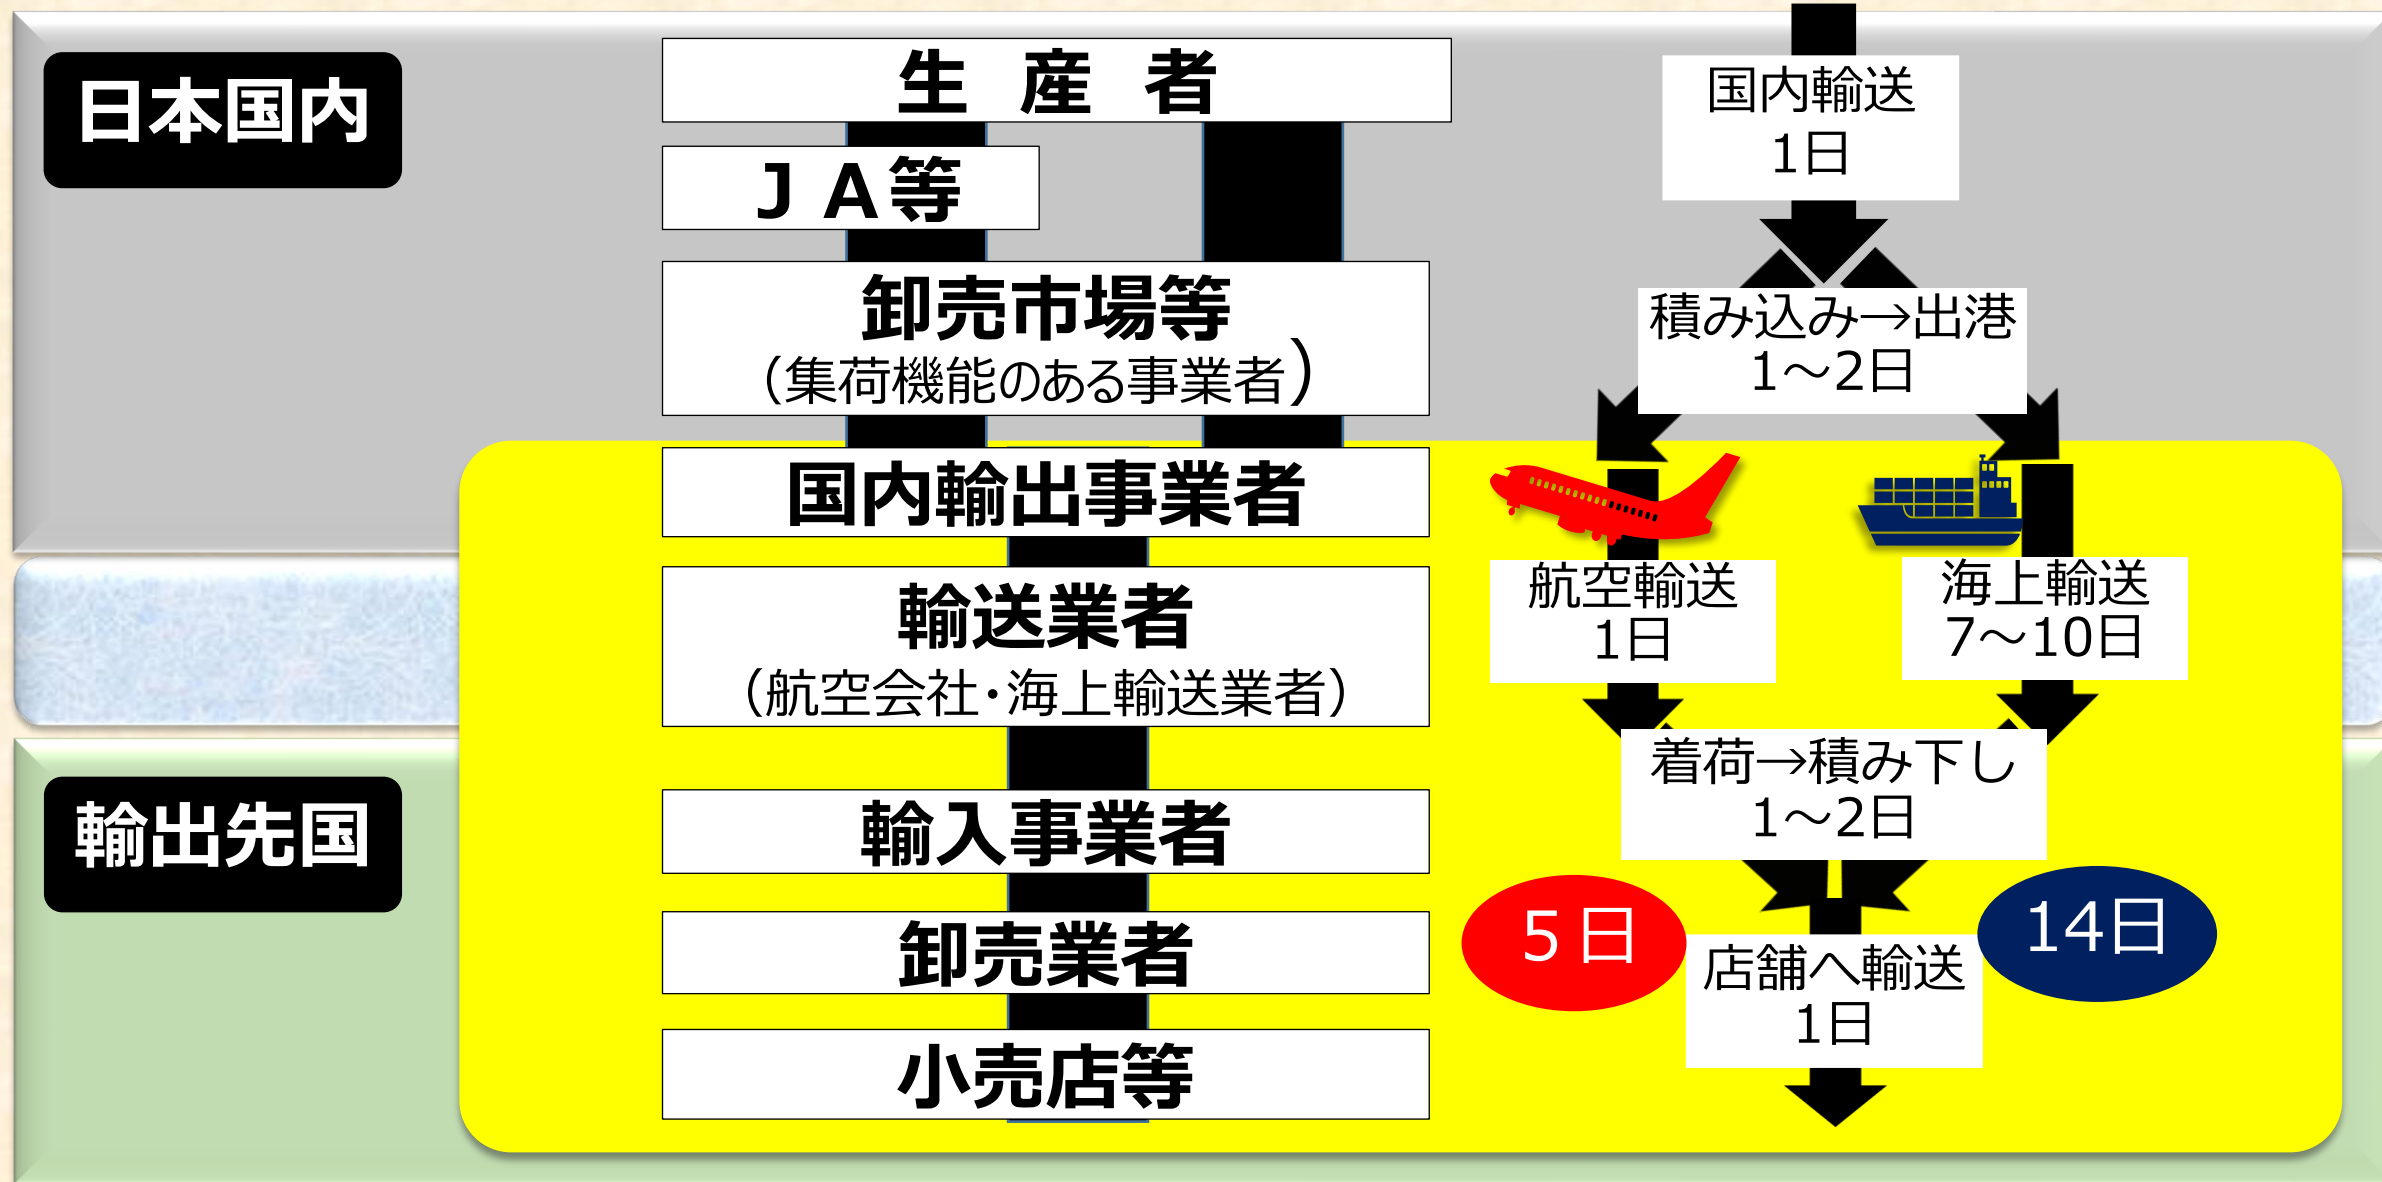 日本国内
生 産 者
ＪＡ等
卸売市場等
（集荷機能のある事業者）
国内輸出事業者
輸送業者
（航空会社・海上輸送業者）
輸出先国
輸入事業者
卸売業者
小売店等
国内輸送
1日
積み込み→出港
1～2日
航空輸送
1日
海上輸送
7～10日
着荷→積み下し
1～2日
５日
14日
店舗へ輸送
1日